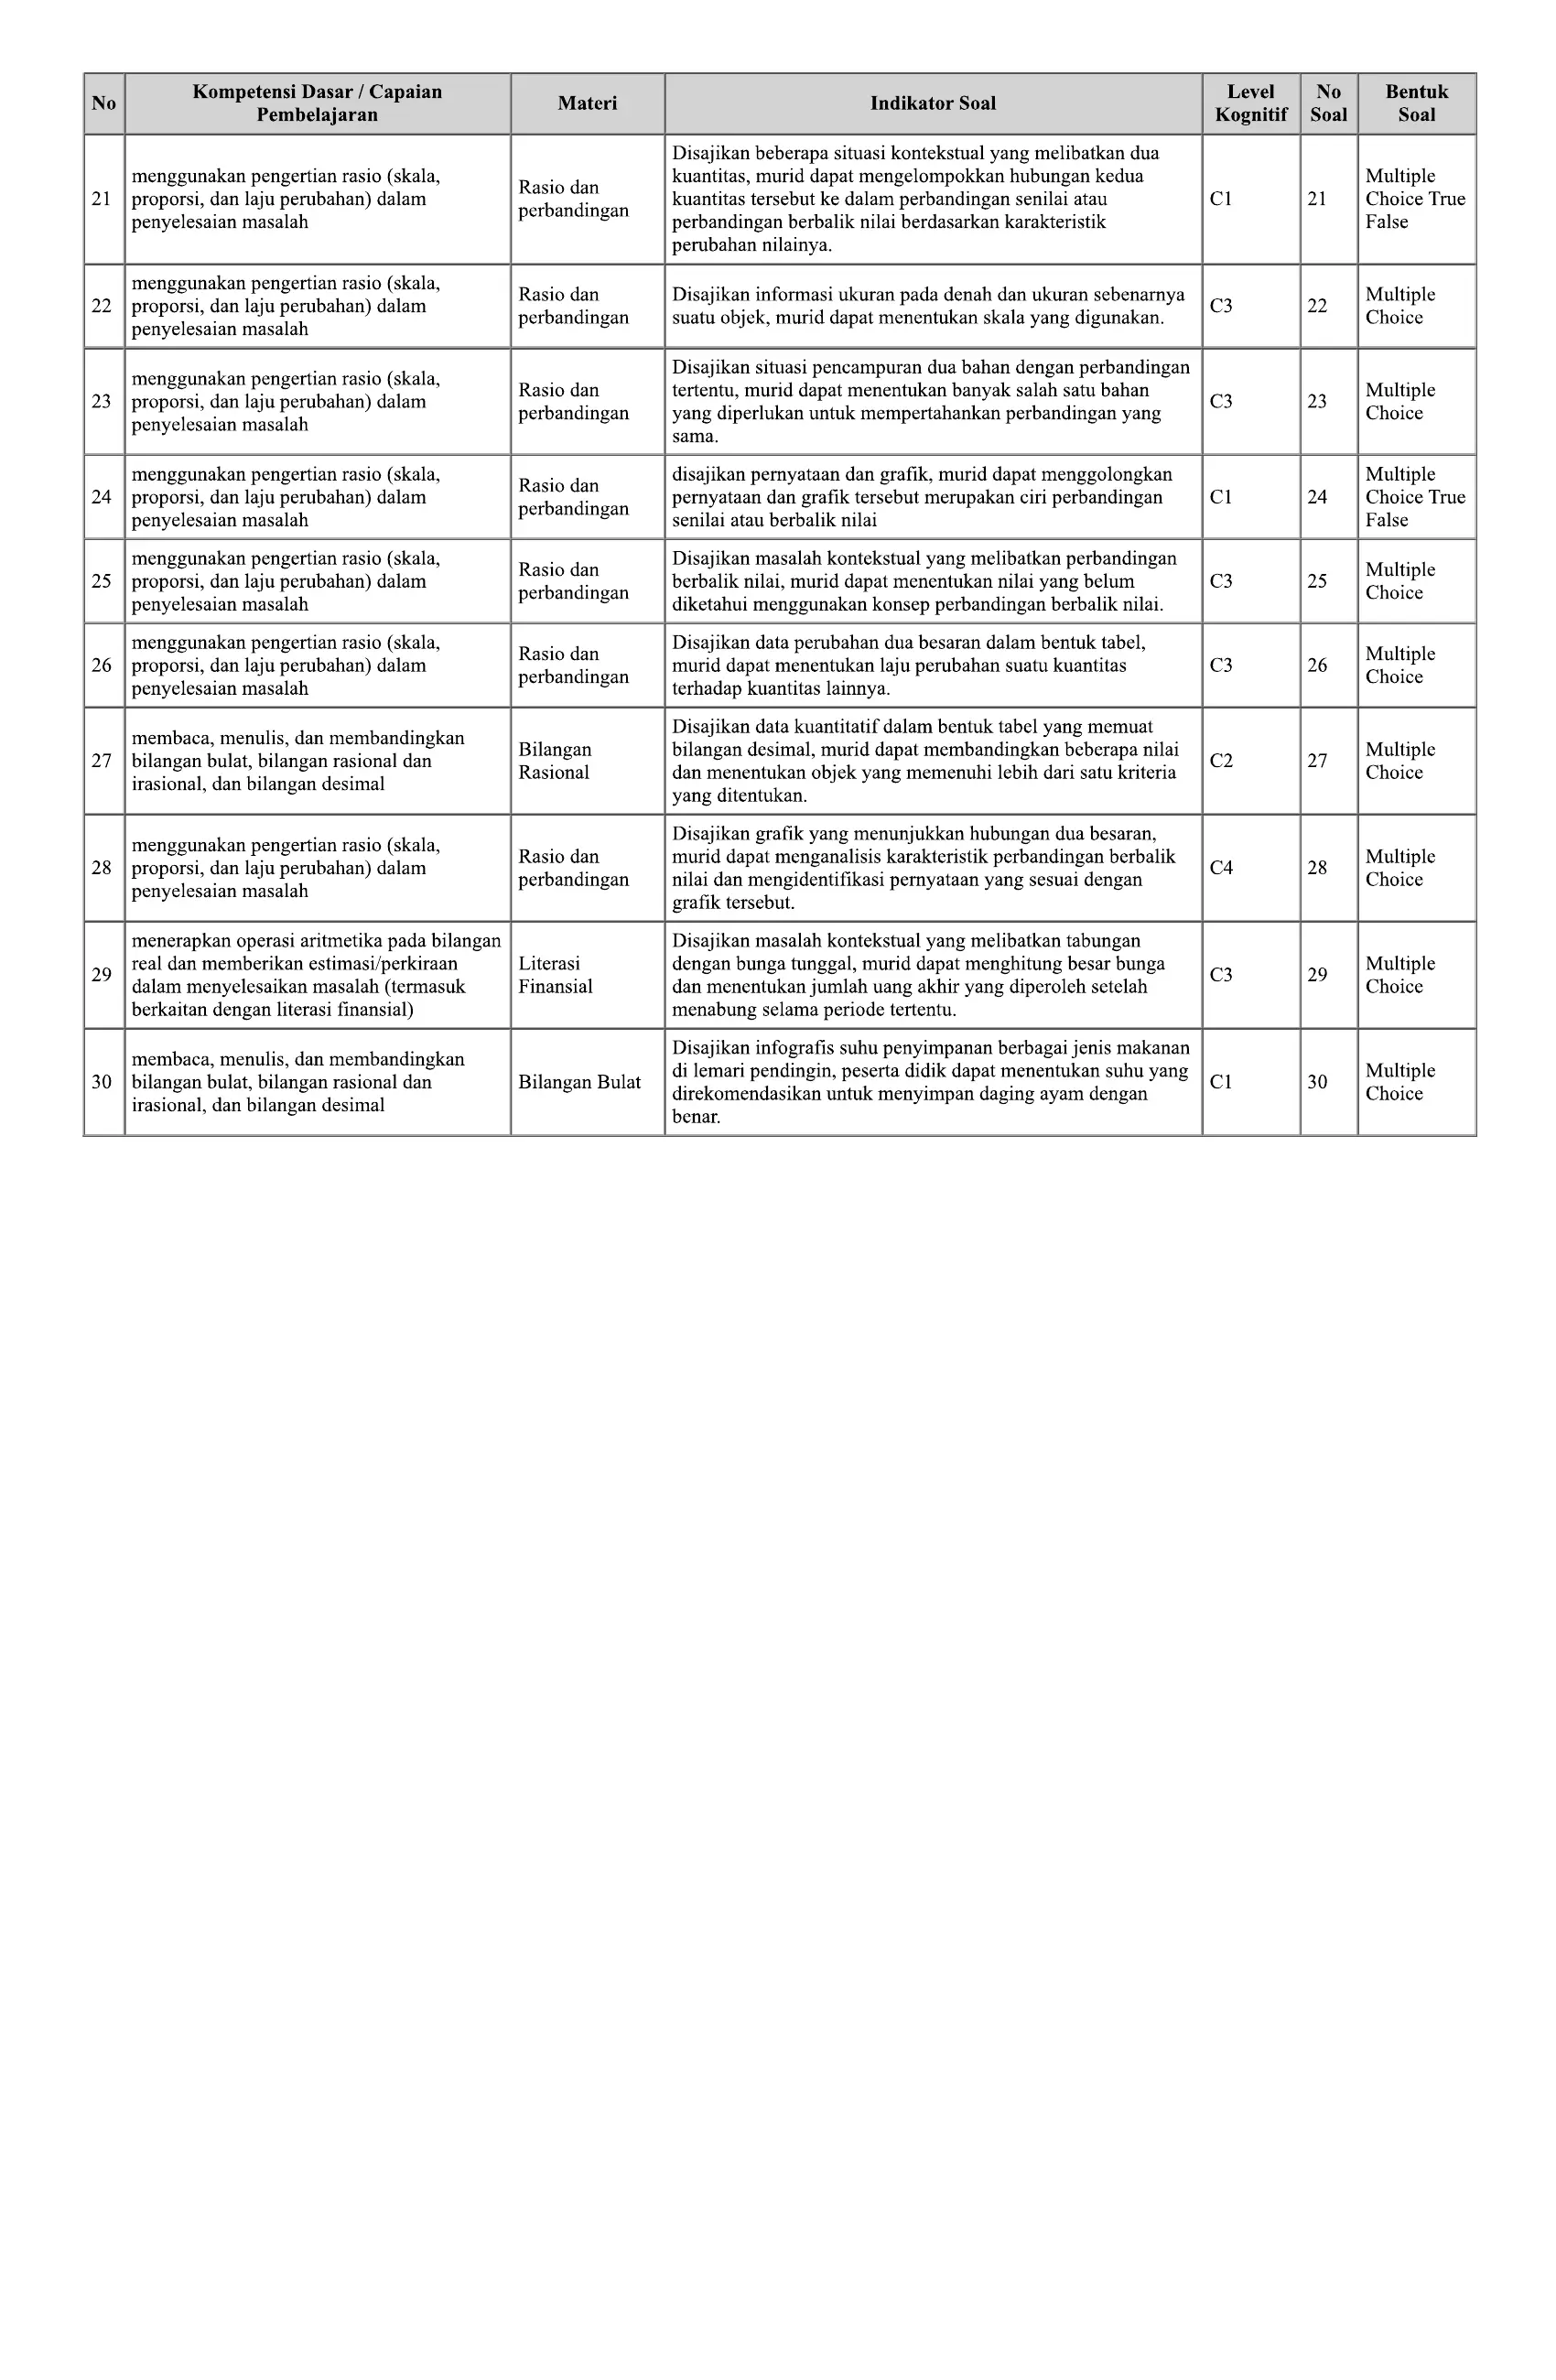 No
Kompetensi Dasar / Capaian
Pembelajaran
Materi
Indikator Soal
Level
Kognitif
No
Soal
Bentuk
Soal
21
menggunakan pengertian rasio (skala,
proporsi, dan laju perubahan) dalam
penyelesaian masalah
Rasio dan
perbandingan
Disajikan beberapa situasi kontekstual yang melibatkan dua
kuantitas, murid dapat mengelompokkan hubungan kedua
kuantitas tersebut ke dalam perbandingan senilai atau
perbandingan berbalik nilai berdasarkan karakteristik
perubahan nilainya.
C1
21
Multiple
Choice True
False
22
menggunakan pengertian rasio (skala,
proporsi, dan laju perubahan) dalam
penyelesaian masalah
Rasio dan
perbandingan
Disajikan informasi ukuran pada denah dan ukuran sebenarnya
suatu objek, murid dapat menentukan skala yang digunakan.
C3
22
Multiple
Choice
23
menggunakan pengertian rasio (skala,
proporsi, dan laju perubahan) dalam
penyelesaian masalah
Rasio dan
perbandingan
Disajikan situasi pencampuran dua bahan dengan perbandingan
tertentu, murid dapat menentukan banyak salah satu bahan
yang diperlukan untuk mempertahankan perbandingan yang
sama.
C3
23
Multiple
Choice
24
menggunakan pengertian rasio (skala,
proporsi, dan laju perubahan) dalam
penyelesaian masalah
Rasio dan
perbandingan
disajikan pernyataan dan grafik, murid dapat menggolongkan
pernyataan dan grafik tersebut merupakan ciri perbandingan
senilai atau berbalik nilai
C1
24
Multiple
Choice True
False
25
menggunakan pengertian rasio (skala,
proporsi, dan laju perubahan) dalam
penyelesaian masalah
Rasio dan
perbandingan
Disajikan masalah kontekstual yang melibatkan perbandingan
berbalik nilai, murid dapat menentukan nilai yang belum
diketahui menggunakan konsep perbandingan berbalik nilai.
C3
25
Multiple
Choice
26
menggunakan pengertian rasio (skala,
proporsi, dan laju perubahan) dalam
penyelesaian masalah
Rasio dan
perbandingan
Disajikan data perubahan dua besaran dalam bentuk tabel,
murid dapat menentukan laju perubahan suatu kuantitas
terhadap kuantitas lainnya.
C3
26
Multiple
Choice
27
membaca, menulis, dan membandingkan
bilangan bulat, bilangan rasional dan
irasional, dan bilangan desimal
Bilangan
Rasional
Disajikan data kuantitatif dalam bentuk tabel yang memuat
bilangan desimal, murid dapat membandingkan beberapa nilai
dan menentukan objek yang memenuhi lebih dari satu kriteria
yang ditentukan.
C2
27
Multiple
Choice
28
menggunakan pengertian rasio (skala,
proporsi, dan laju perubahan) dalam
penyelesaian masalah
Rasio dan
perbandingan
Disajikan grafik yang menunjukkan hubungan dua besaran,
murid dapat menganalisis karakteristik perbandingan berbalik
nilai dan mengidentifikasi pernyataan yang sesuai dengan
grafik tersebut.
C4
28
Multiple
Choice
29
menerapkan operasi aritmetika pada bilangan
real dan memberikan estimasi/perkiraan
dalam menyelesaikan masalah (termasuk
berkaitan dengan literasi finansial)
Literasi
Finansial
Disajikan masalah kontekstual yang melibatkan tabungan
dengan bunga tunggal, murid dapat menghitung besar bunga
dan menentukan jumlah uang akhir yang diperoleh setelah
menabung selama periode tertentu.
C3
29
Multiple
Choice
30
membaca, menulis, dan membandingkan
bilangan bulat, bilangan rasional dan
irasional, dan bilangan desimal
Bilangan Bulat
Disajikan infografis suhu penyimpanan berbagai jenis makanan
di lemari pendingin, peserta didik dapat menentukan suhu yang
direkomendasikan untuk menyimpan daging ayam dengan
benar.
C1
30
Multiple
Choice